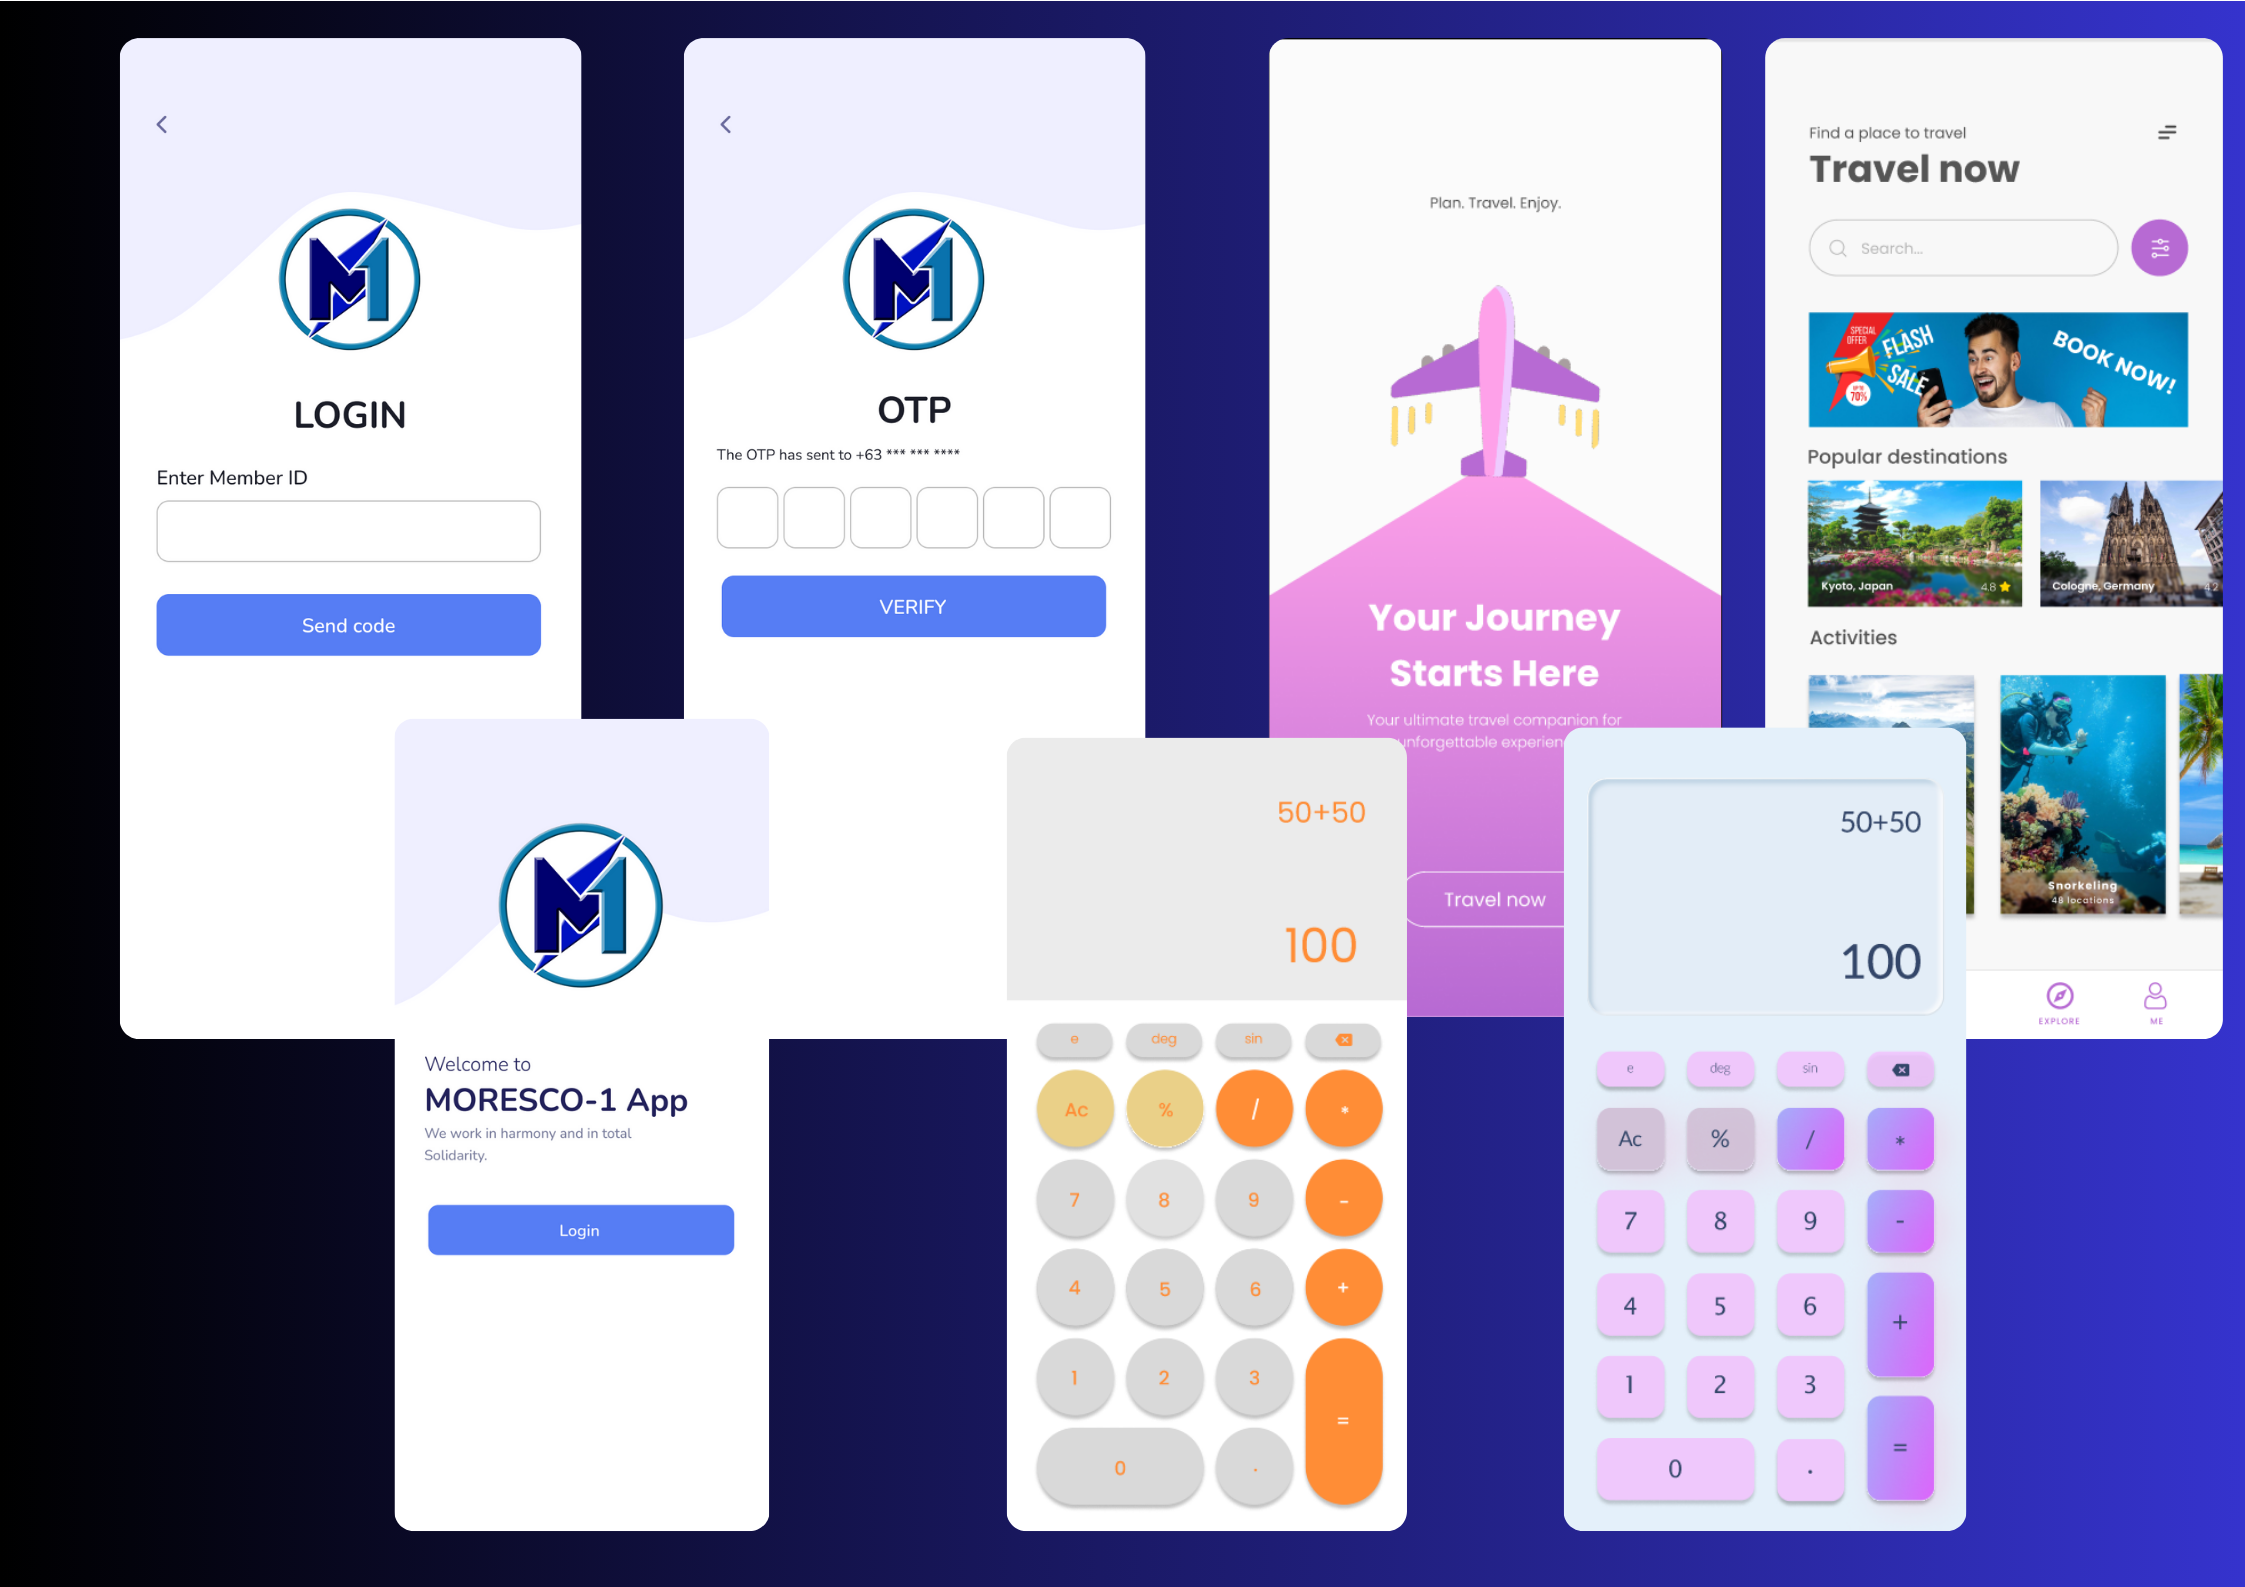 LOGIN
Enter Member ID
Send code
OTP
The OTP has sent to +63 *** *** ****
VERIFY
Plan. Travel. Enjoy.
Your Journey
Starts Here
Your ultimate travel companion for
unforgettable
Travel now
Find a place to travel
Travel now
Search...
SPECIAL
OFFER
FLASH
SALE
UP TO
70%
BOOK NOW!
Popular destinations
Kyoto, Japan
4.8
Cologne, Germany
4.2
Activities
Snorkeling
48 locations
EXPLORE
ME
Welcome to
MORESCO-1 App
We work in harmony and in total
Solidarity.
Login
50+50
100
e deg sin
Ac % / *
7 8 9 -
4 5 6 +
1 2 3
=
0 .
50+50
100
e deg sin
Ac % / *
7 8 9 -
4 5 6
+
1 2 3
=
0 .